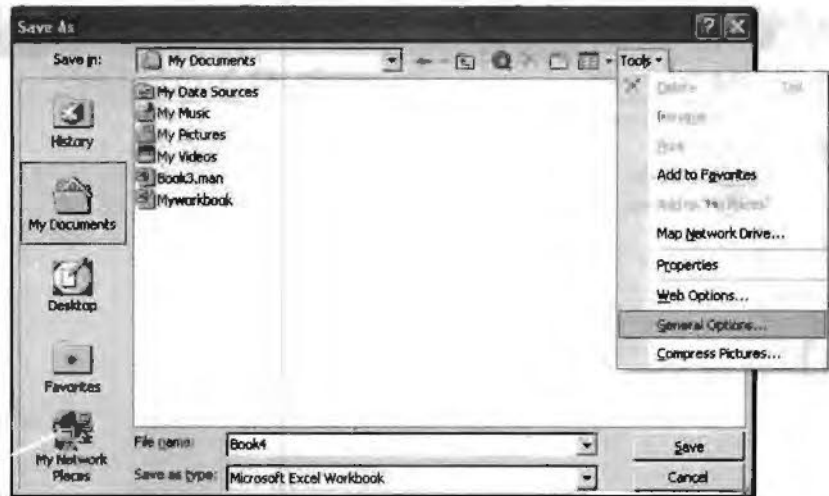 Save As
Save in:
My Documents
Tools
My Data Sources
My Music
My Pictures
My Videos
Book3.man
Myworkbook
History
My Documents
Desktop
Favorites
My Network
Places
Delete
Add to Favorites
Map Network Drive...
Properties
Web Options...
General Options...
Compress Pictures...
File name:
Book4
Save
Save as type:
Microsoft Excel Workbook
Cancel